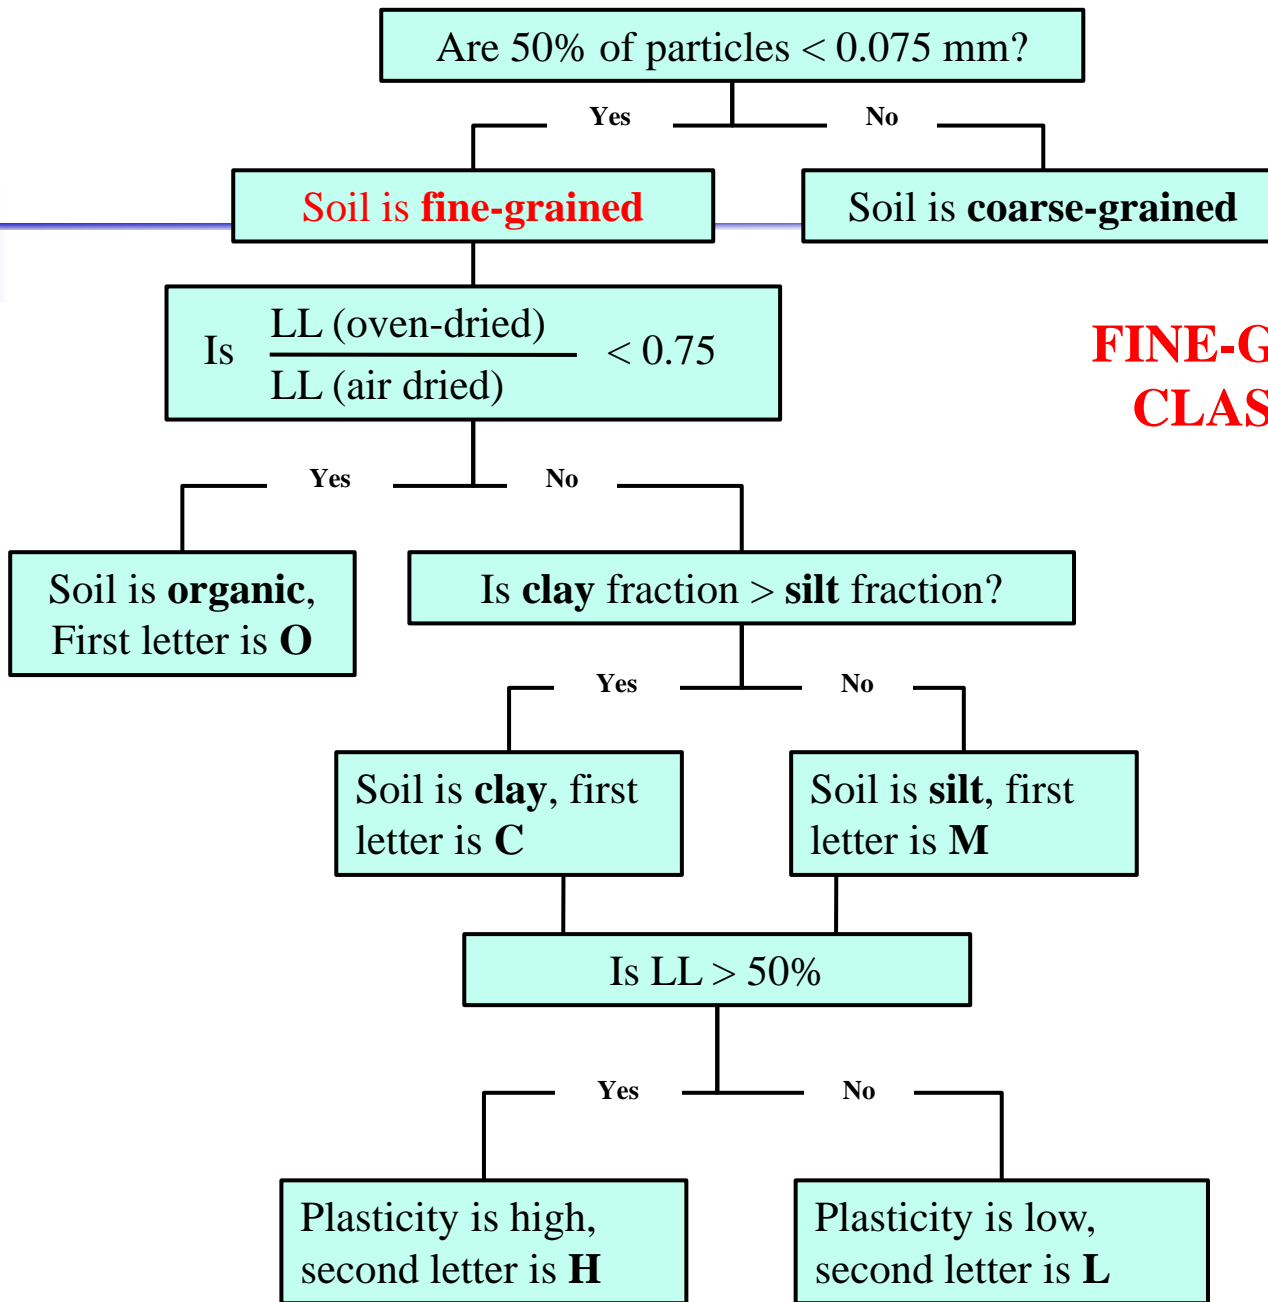 Are 50% of particles < 0.075 mm?
Yes
No
Soil is fine-grained
Soil is coarse-grained
Is LL (oven-dried) < 0.75
LL (air dried)
FINE-G
CLAS
Yes
No
Soil is organic,
First letter is O
Is clay fraction > silt fraction?
Yes
No
Soil is clay, first
letter is C
Soil is silt, first
letter is M
Is LL > 50%
Yes
No
Plasticity is high,
second letter is H
Plasticity is low,
second letter is L